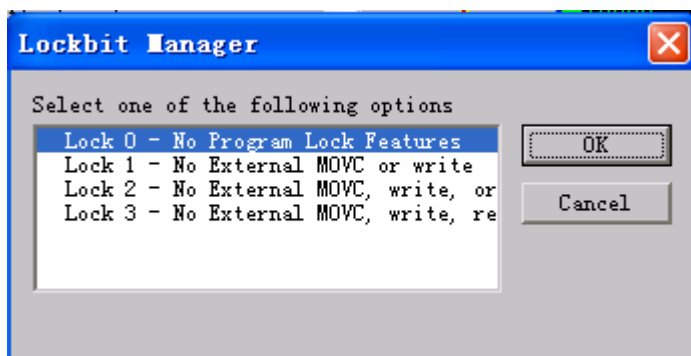 Lockbit Manager
Select one of the following options
Lock 0 - No Program Lock Features
Lock 1 - No External MOVC or write
Lock 2 - No External MOVC, write, or
Lock 3 - No External MOVC, write, re
OK
Cancel